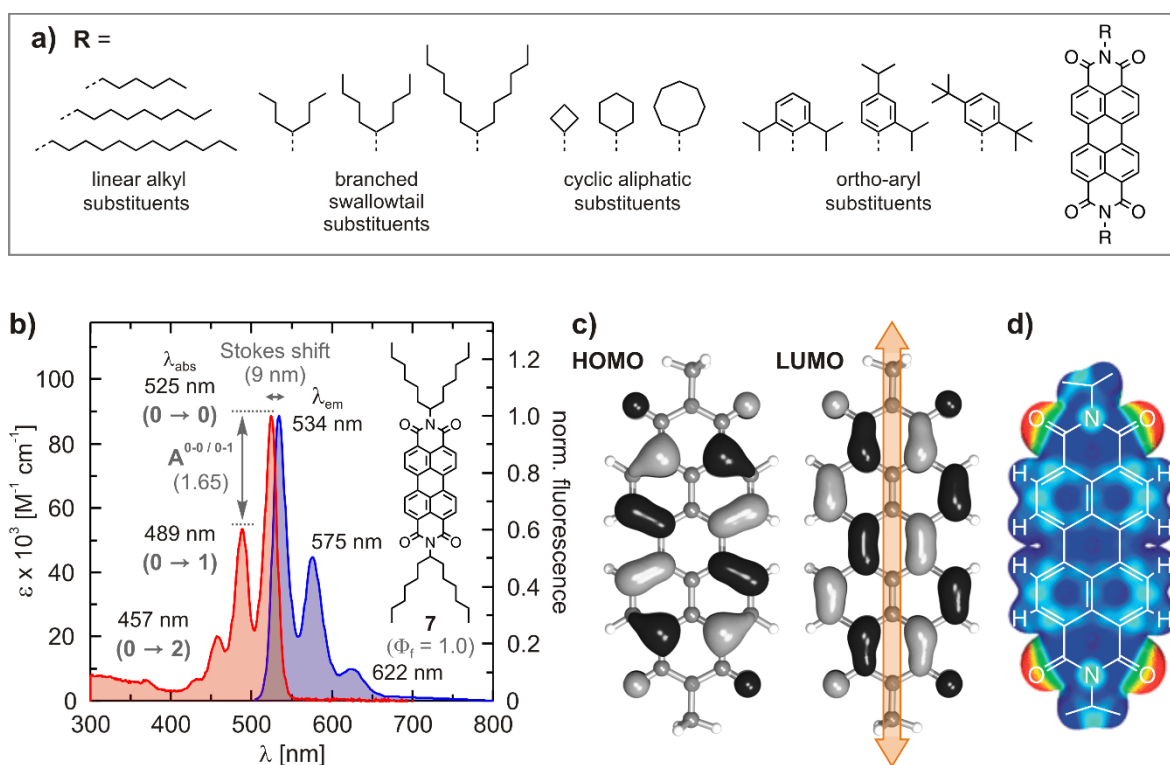 a) R =
linear alkyl
substituents
branched
swallowtail
substituents
cyclic aliphatic
substituents
ortho-aryl
substituents
R
O N O
O N O
R
b)
ε x 10³ [M⁻¹ cm⁻¹]
100
80
60
40
20
0
λabs
525 nm
(0 → 0)
A⁰⁻⁰ ᐟ ⁰⁻¹
(1.65)
489 nm
(0 → 1)
457 nm
(0 → 2)
Stokes shift
(9 nm)
λem
534 nm
575 nm
622 nm
O N O
O N O
7
(Φf = 1.0)
1.2
1.0
0.8
0.6
0.4
0.2
0
norm. fluorescence
300 400 500 600 700 800
λ [nm]
c)
HOMO
LUMO
d)
O N O
H H
H H
H H
H H
O N O